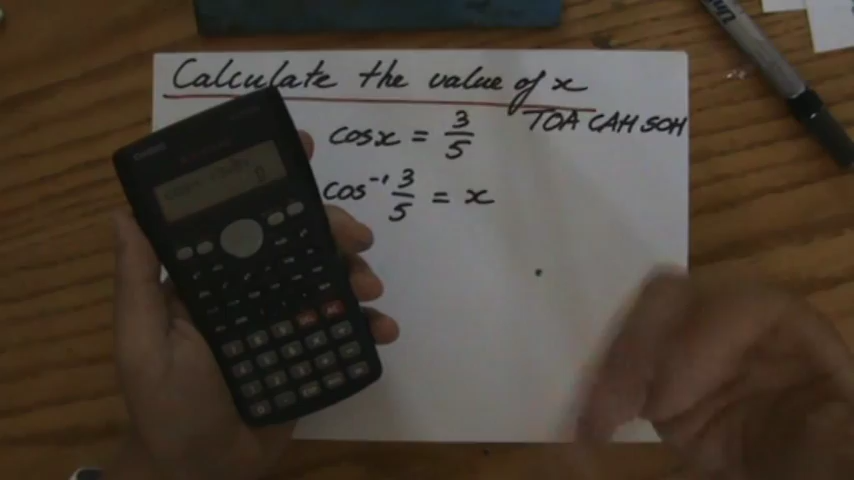 Calculate the value of x
cos x = 3/5
TOA CAH SOH
cos⁻¹ 3/5 = x